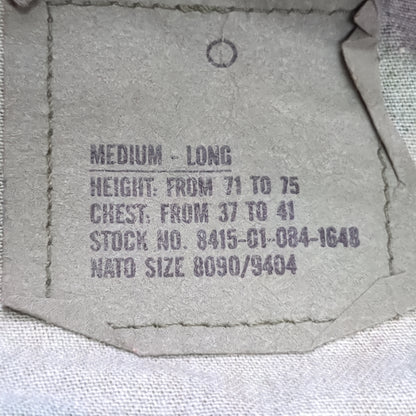 MEDIUM - LONG
HEIGHT: FROM 71 TO 75
CHEST: FROM 37 TO 41
STOCK NO. 8415-01-084-1648
NATO SIZE 8090/9404